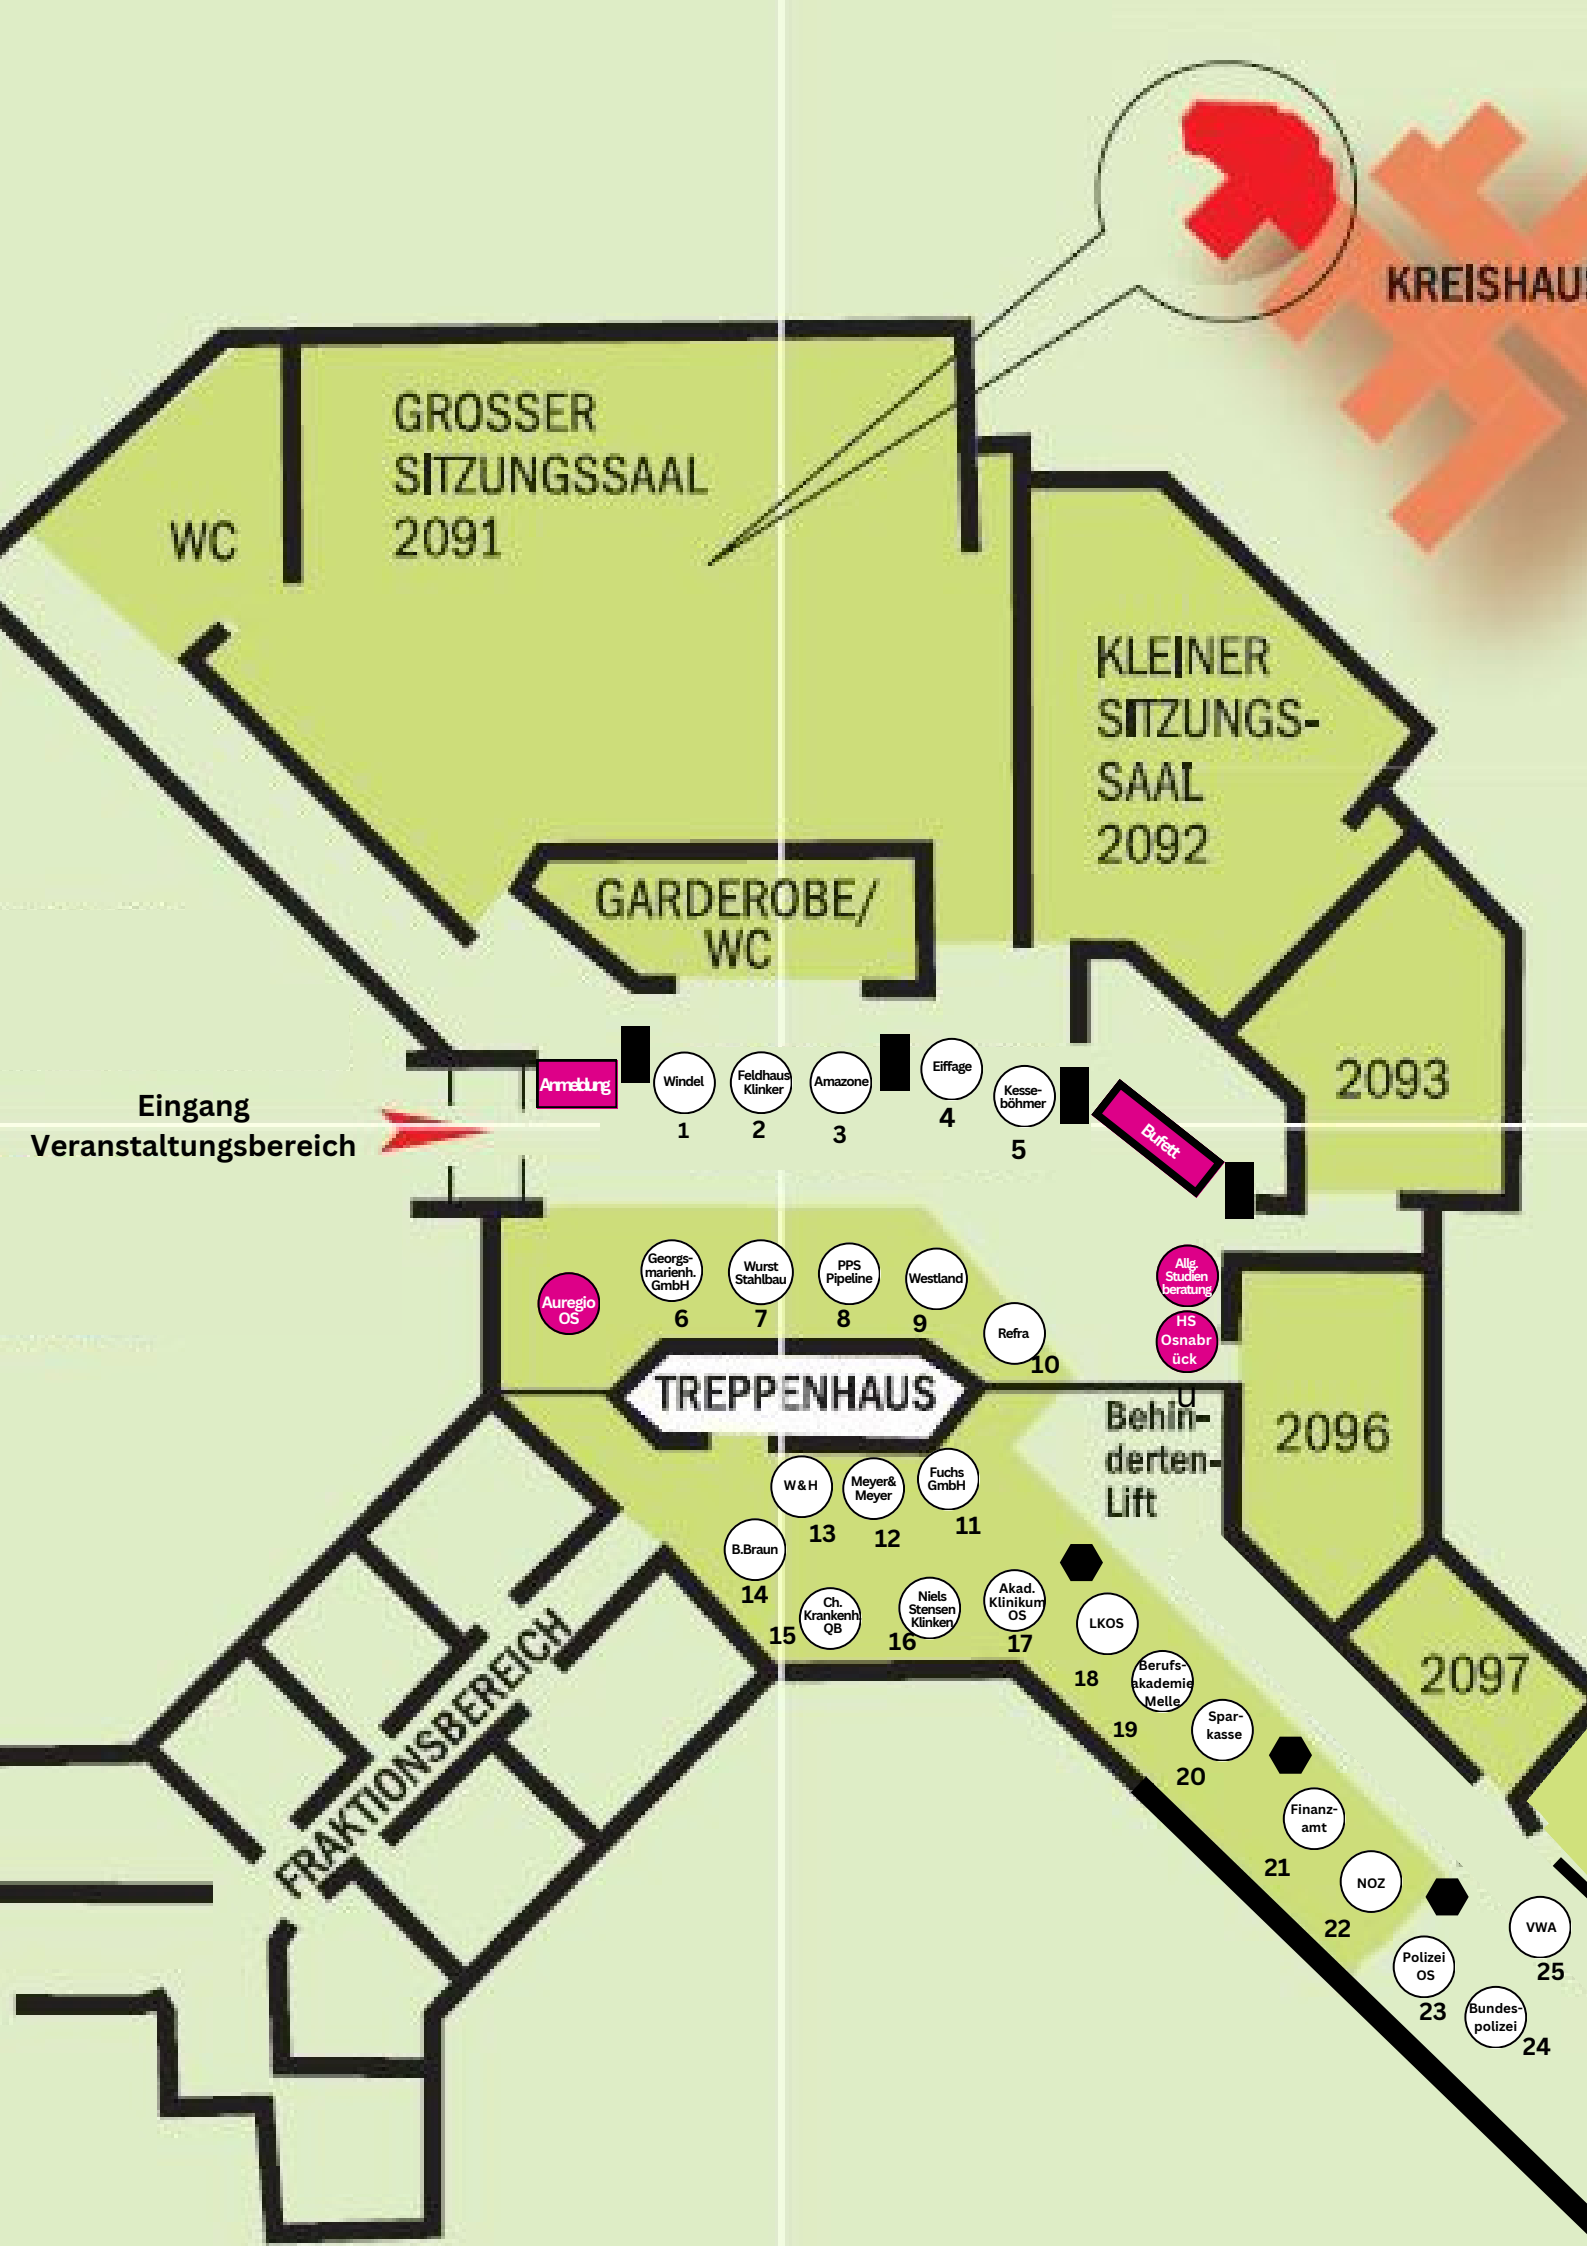 KREISHAU
GROSSER
SITZUNGSSAAL
2091
WC
KLEINER
SITZUNGS-
SAAL
2092
GARDEROBE/
WC
2093
Eingang
Veranstaltungsbereich
Anmeldung
Windel
1
Feldhaus
Klinker
2
Amazone
3
Eiffage
4
Kesse-
böhmer
5
Bufett
Auregio
OS
Georgs-
marienh.
GmbH
6
Wurst
Stahlbau
7
PPS
Pipeline
8
Westland
9
Refra
10
Allg.
Studien
beratung
HS
Osnabr
ück
u
TREPPENHAUS
Behin-
derten-
Lift
2096
Fuchs
GmbH
11
Meyer&
Meyer
12
W&H
13
B.Braun
14
Ch.
Krankenh.
QB
15
Niels
Stensen
Klinken
16
Akad.
Klinikum
OS
17
LKOS
18
Berufs-
akademie
Melle
19
Spar-
kasse
20
2097
FRAKTIONSBEREICH
Finanz-
amt
21
NOZ
22
Polizei
OS
23
Bundes-
polizei
24
VWA
25